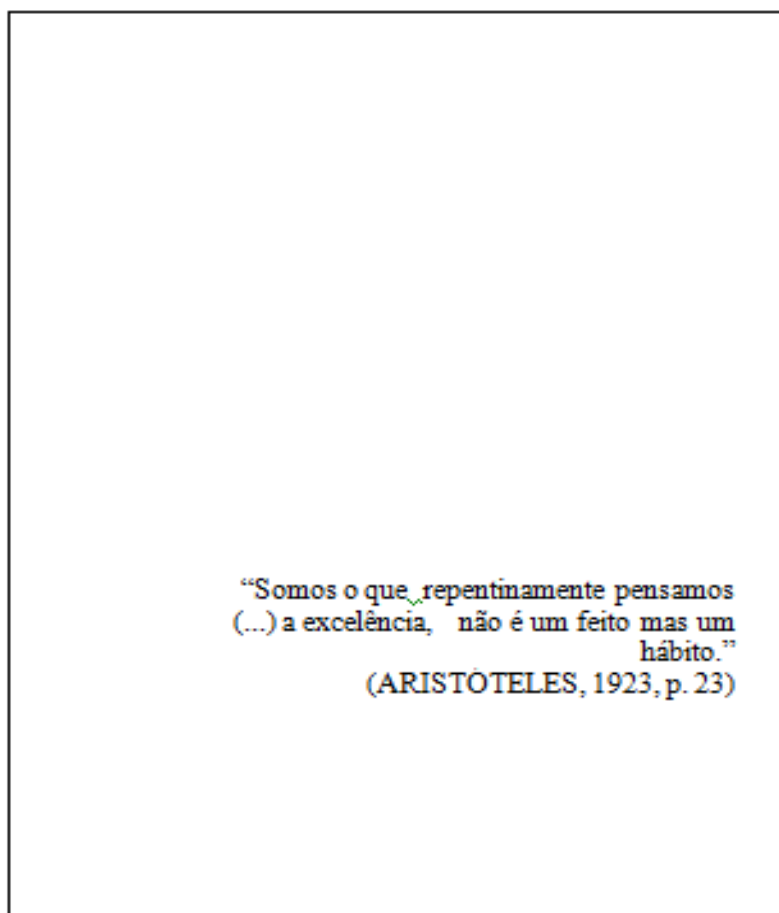 “Somos o que repentinamente pensamos
(...) a excelência, não é um feito mas um
hábito.”
(ARISTÓTELES, 1923, p. 23)